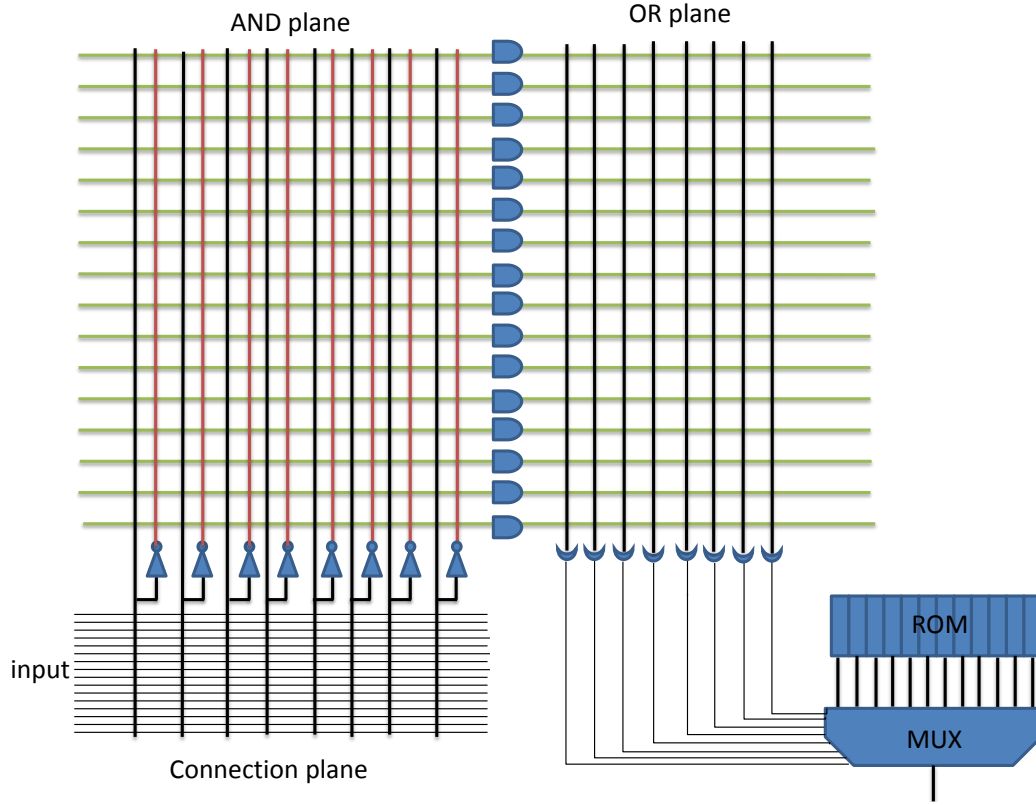 AND plane
OR plane
input
ROM
MUX
Connection plane